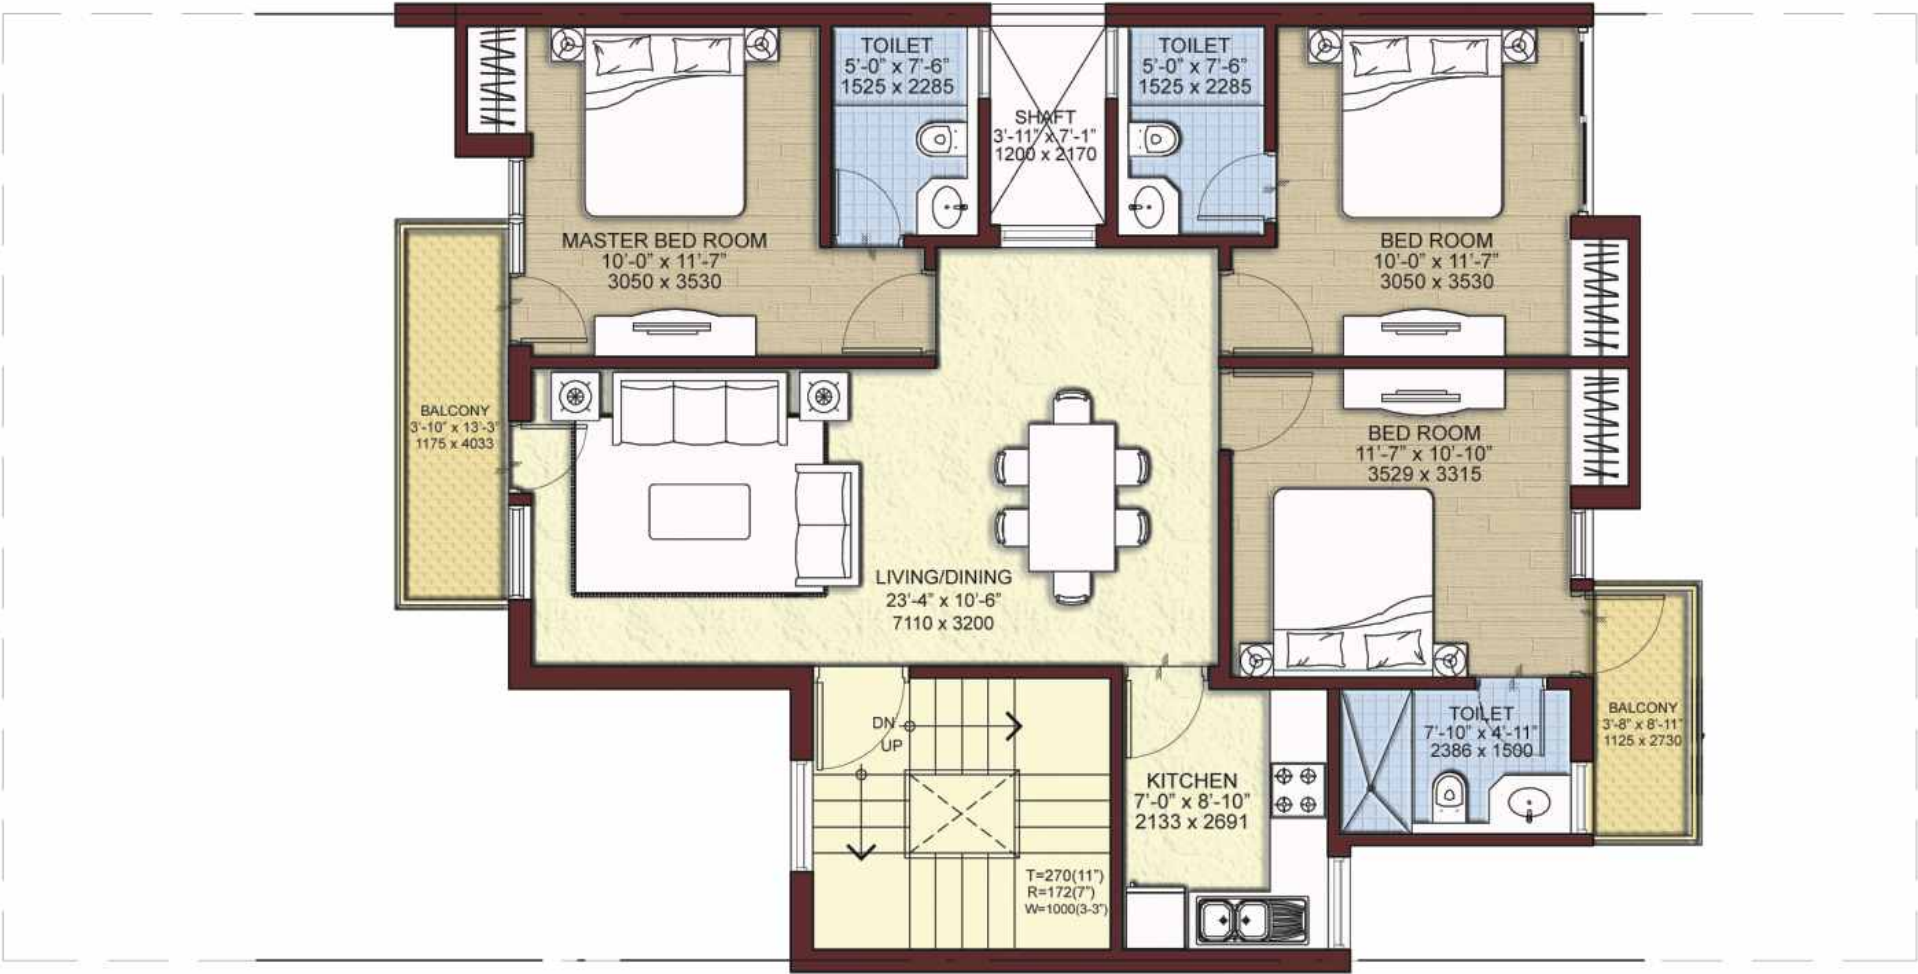 TOILET
5'-0" x 7'-6"
1525 x 2285
SHAFT
3'-11" x 7'-1"
1200 x 2170
TOILET
5'-0" x 7'-6"
1525 x 2285
MASTER BED ROOM
10'-0" x 11'-7"
3050 x 3530
BED ROOM
10'-0" x 11'-7"
3050 x 3530
BALCONY
3'-10" x 13'-3"
1175 x 4033
BED ROOM
11'-7" x 10'-10"
3529 x 3315
LIVING/DINING
23'-4" x 10'-6"
7110 x 3200
DN
UP
T=270(11")
R=172(7")
W=1000(3-3")
KITCHEN
7'-0" x 8'-10"
2133 x 2691
TOILET
7'-10" x 4'-11"
2386 x 1500
BALCONY
3'-8" x 8'-11"
1125 x 2730